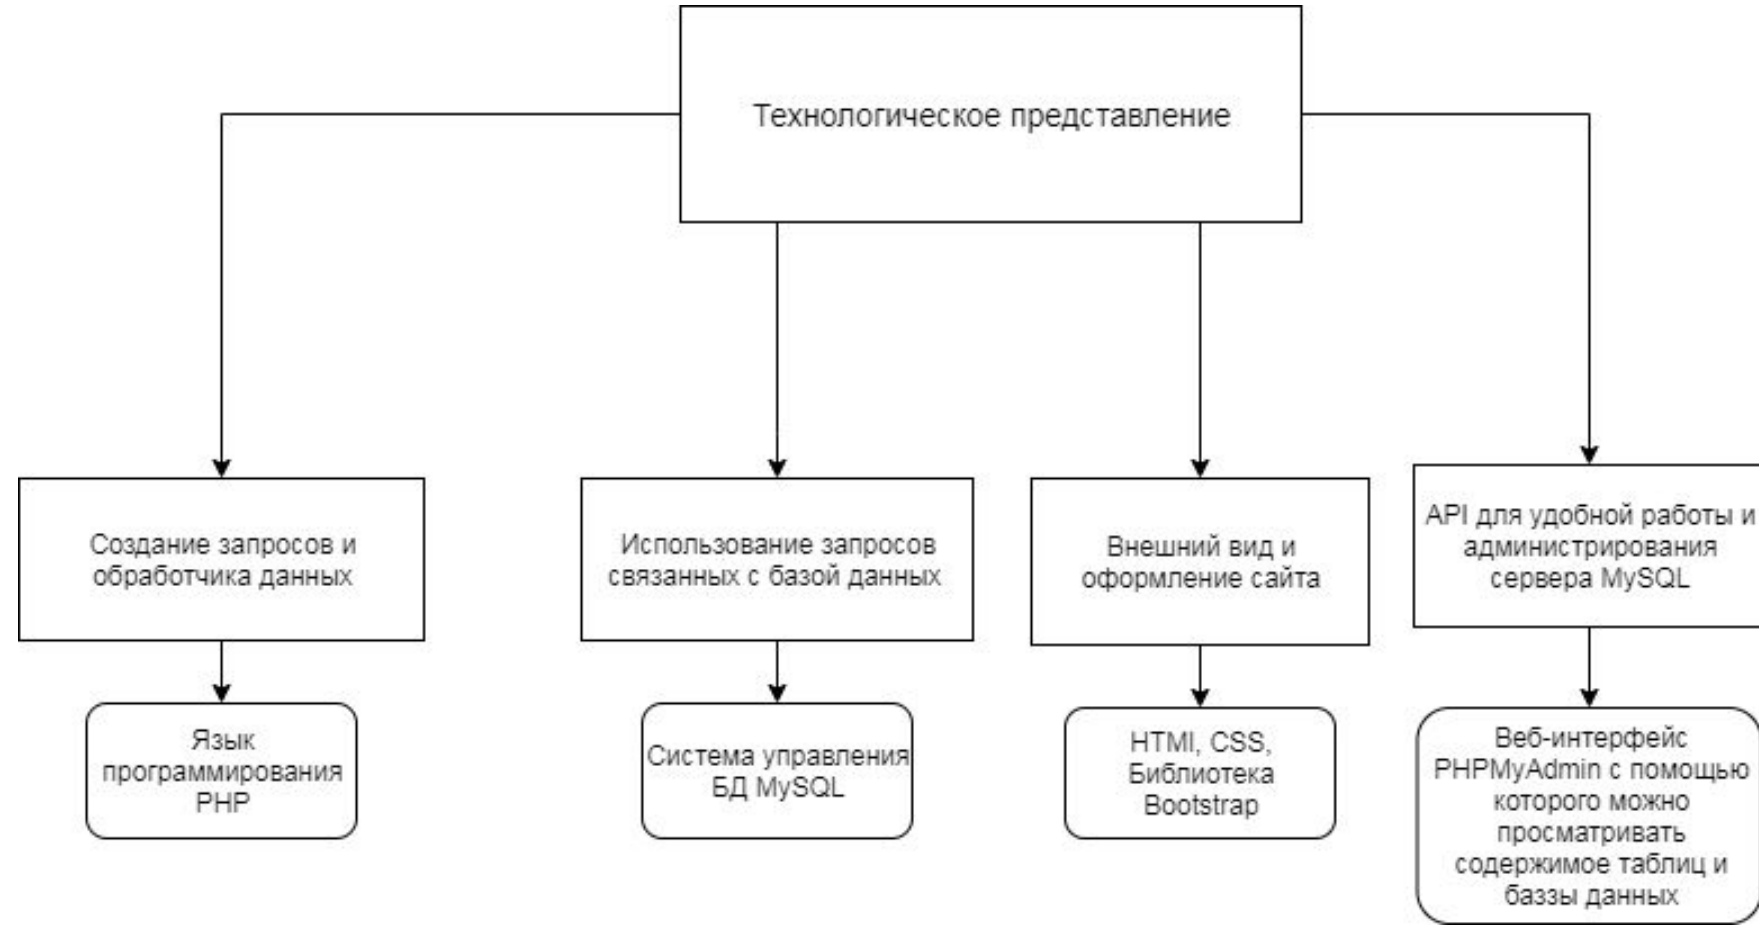 Технологическое представление
Создание запросов и
обработчика данных
Использование запросов
связанных с базой данных
Внешний вид и
оформление сайта
API для удобной работы и
администрирования
сервера MySQL
Язык
программирования
PHP
Система управления
БД MySQL
HTMl, CSS,
Библиотека
Bootstrap
Веб-интерфейс
PHPMyAdmin с помощью
которого можно
просматривать
содержимое таблиц и
баззы данных